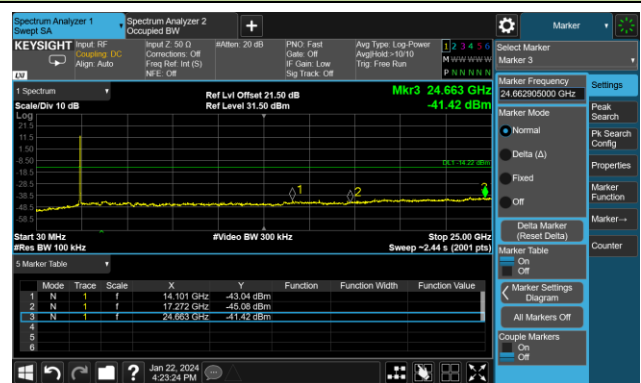 Spectrum Analyzer 1
Swept SA
Spectrum Analyzer 2
Occupied BW
Marker
KEYSIGHT
Input: RF
Coupling: DC
Align: Auto
Input Z: 50 Ω
Corrections: Off
Freq Ref: Int (S)
NFE: Off
#Atten: 20 dB
PNO: Fast
Gate: Off
IF Gain: Low
Sig Track: Off
Avg Type: Log-Power
Avg|Hold:>10/10
Trig: Free Run
1 2 3 4 5 6
M W W W W W
P N N N N N
LXI
Select Marker
Marker 3
1 Spectrum
Scale/Div 10 dB
Log
Ref Lvl Offset 21.50 dB
Ref Level 31.50 dBm
Mkr3 24.663 GHz
-41.42 dBm
21.5
11.5
1.50
-8.50
-18.5
-28.5
-38.5
-48.5
-58.5
DL1 -14.22 dBm
1
2
3
Start 30 MHz
#Res BW 100 kHz
#Video BW 300 kHz
Stop 25.00 GHz
Sweep ~2.44 s (2001 pts)
5 Marker Table
Mode Trace Scale X Y Function Function Width Function Value
1 N 1 f 14.101 GHz -43.04 dBm
2 N 1 f 17.272 GHz -45.08 dBm
3 N 1 f 24.663 GHz -41.42 dBm
4
5
6
Marker Frequency
24.662905000 GHz
Marker Mode
Normal
Delta (Δ)
Fixed
Off
Delta Marker
(Reset Delta)
Marker Table
On
Off
Marker Settings
Diagram
All Markers Off
Couple Markers
On
Off
Settings
Peak
Search
Pk Search
Config
Properties
Marker
Function
Marker→
Counter
Jan 22, 2024
4:23:24 PM